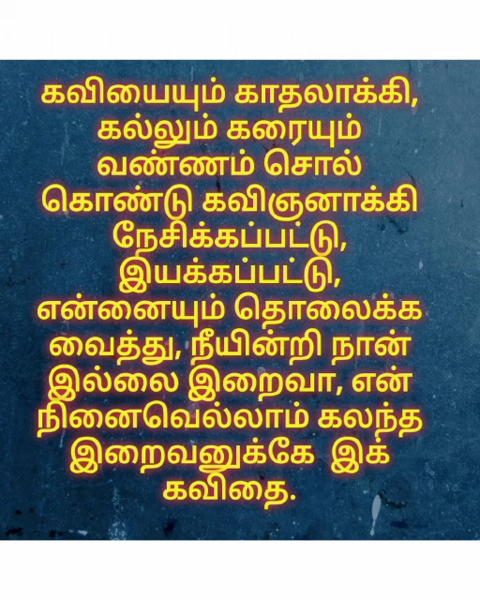 கவியையும் காதலாக்கி,
கல்லும் கரையும்
வண்ணம் சொல்
கொண்டு கவிஞனாக்கி
நேசிக்கப்பட்டு,
இயக்கப்பட்டு,
என்னையும் தொலைக்க
வைத்து, நீயின்றி நான்
இல்லை இறைவா, என்
நினைவெல்லாம் கலந்த
இறைவனுக்கே இக்
கவிதை.